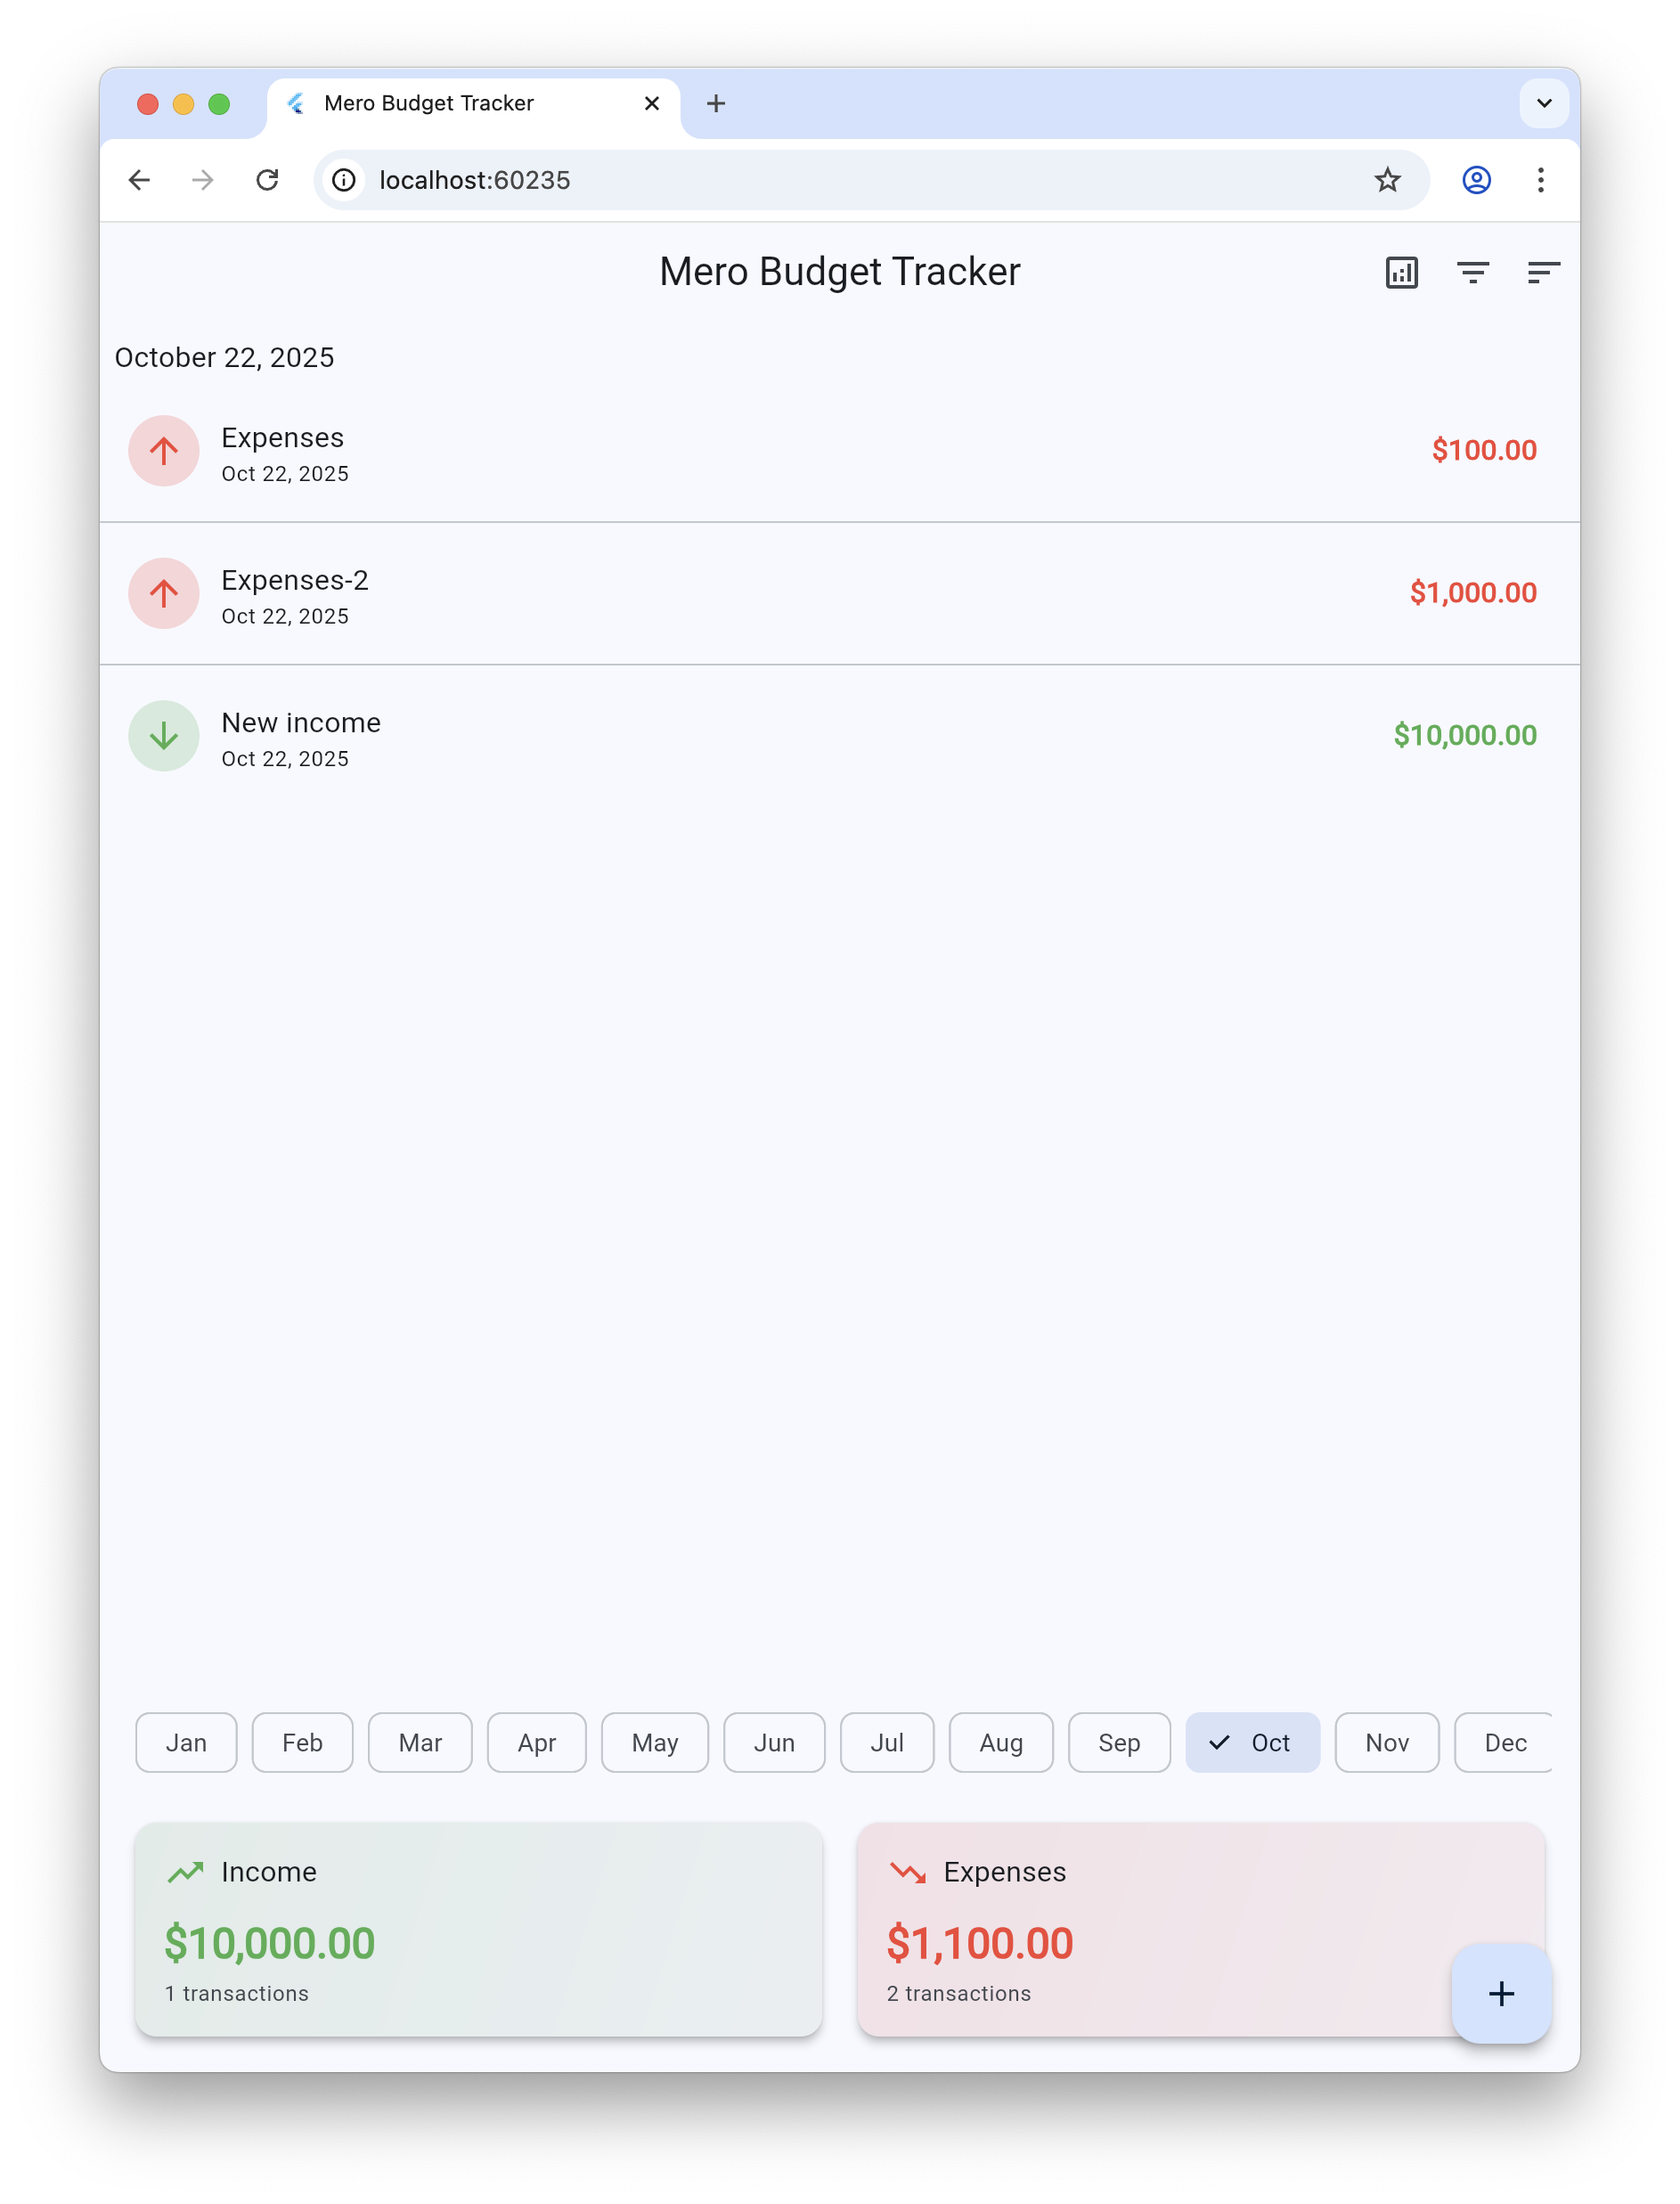 Mero Budget Tracker
localhost:60235
Mero Budget Tracker
October 22, 2025
Expenses
$100.00
Oct 22, 2025
Expenses-2
$1,000.00
Oct 22, 2025
New income
$10,000.00
Oct 22, 2025
Jan Feb Mar Apr May Jun Jul Aug Sep Oct Nov Dec
Income
$10,000.00
1 transactions
Expenses
$1,100.00
2 transactions